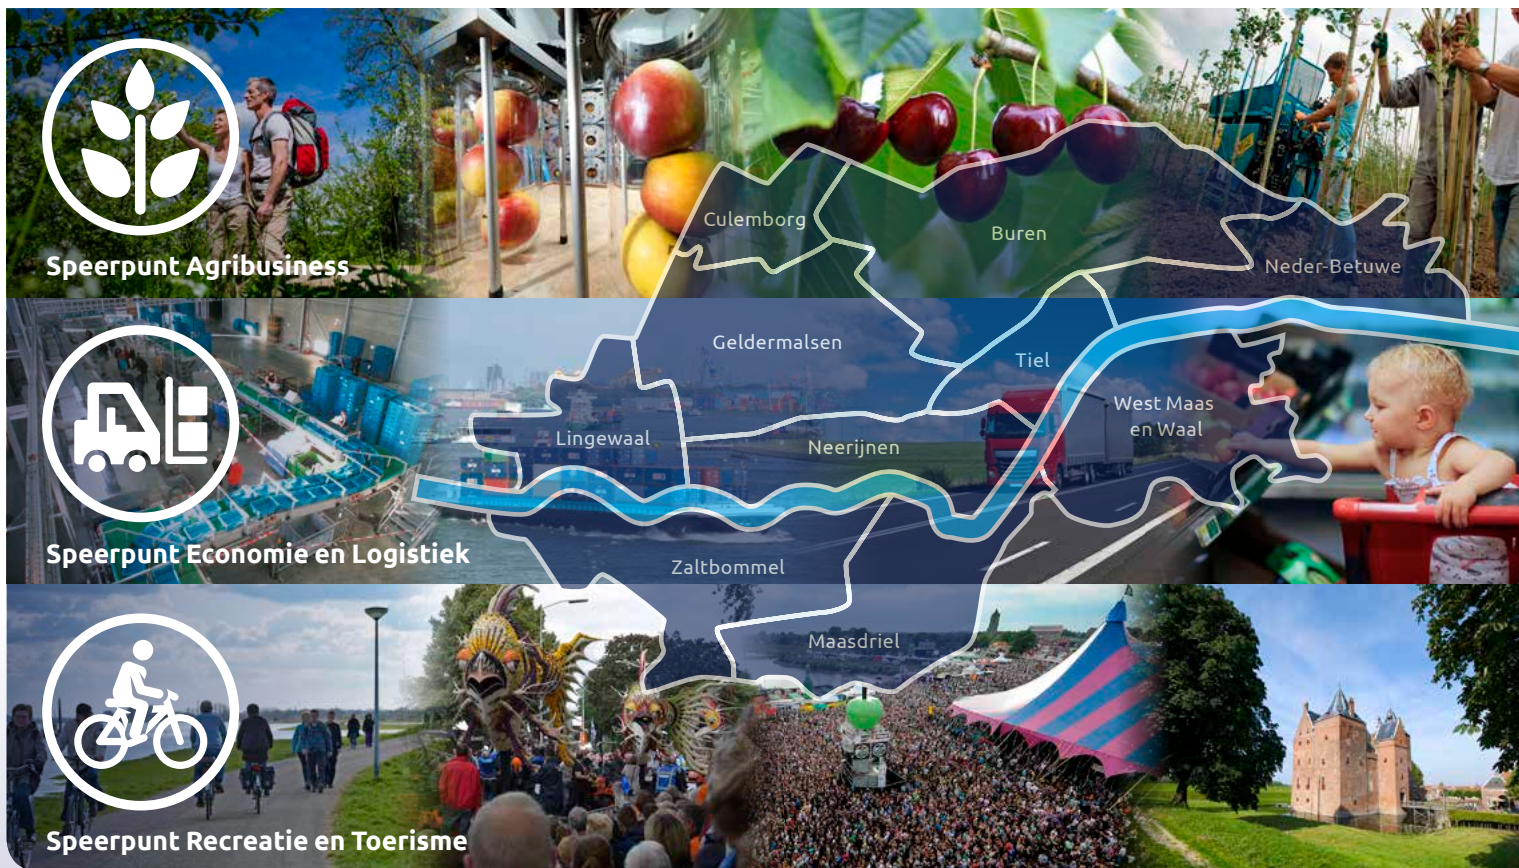 Speerpunt Agribusiness
Culemborg
Buren
Neder-Betuwe
Geldermalsen
Tiel
West Maas
en Waal
Lingewaal
Neerijnen
Speerpunt Economie en Logistiek
Zaltbommel
Maasdriel
Speerpunt Recreatie en Toerisme